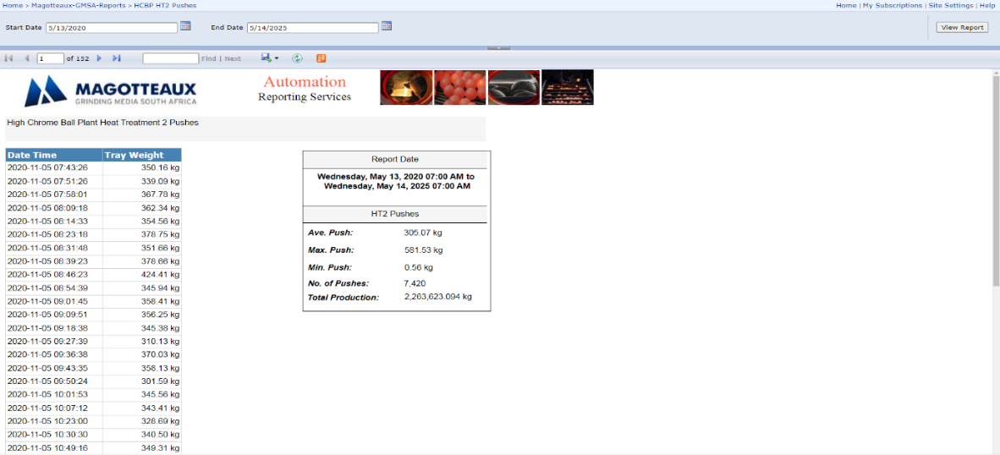 Home > Magotteaux-GMSA-Reports > HCBP HT2 Pushes
Home | My Subscriptions | Site Settings | Help
Start Date 5/13/2020 End Date 5/14/2025 View Report
1 of 152 Find | Next
MAGOTTEAUX
GRINDING MEDIA SOUTH AFRICA
Automation
Reporting Services
High Chrome Ball Plant Heat Treatment 2 Pushes
Date Time Tray Weight
2020-11-05 07:43:26 350.16 kg
2020-11-05 07:51:26 339.09 kg
2020-11-05 07:58:01 367.78 kg
2020-11-05 08:09:18 362.34 kg
2020-11-05 08:14:33 354.56 kg
2020-11-05 08:23:18 378.75 kg
2020-11-05 08:31:48 351.66 kg
2020-11-05 08:39:23 378.66 kg
2020-11-05 08:46:23 424.41 kg
2020-11-05 08:54:39 345.94 kg
2020-11-05 09:01:45 358.41 kg
2020-11-05 09:09:51 356.25 kg
2020-11-05 09:18:38 345.38 kg
2020-11-05 09:27:39 310.13 kg
2020-11-05 09:36:38 370.03 kg
2020-11-05 09:43:35 358.13 kg
2020-11-05 09:50:24 301.59 kg
2020-11-05 10:01:53 345.56 kg
2020-11-05 10:07:12 343.41 kg
2020-11-05 10:23:00 328.69 kg
2020-11-05 10:30:30 340.50 kg
2020-11-05 10:49:16 349.31 kg
Report Date
Wednesday, May 13, 2020 07:00 AM to
Wednesday, May 14, 2025 07:00 AM
HT2 Pushes
Ave. Push: 305.07 kg
Max. Push: 581.53 kg
Min. Push: 0.56 kg
No. of Pushes: 7,420
Total Production: 2,263,623.094 kg